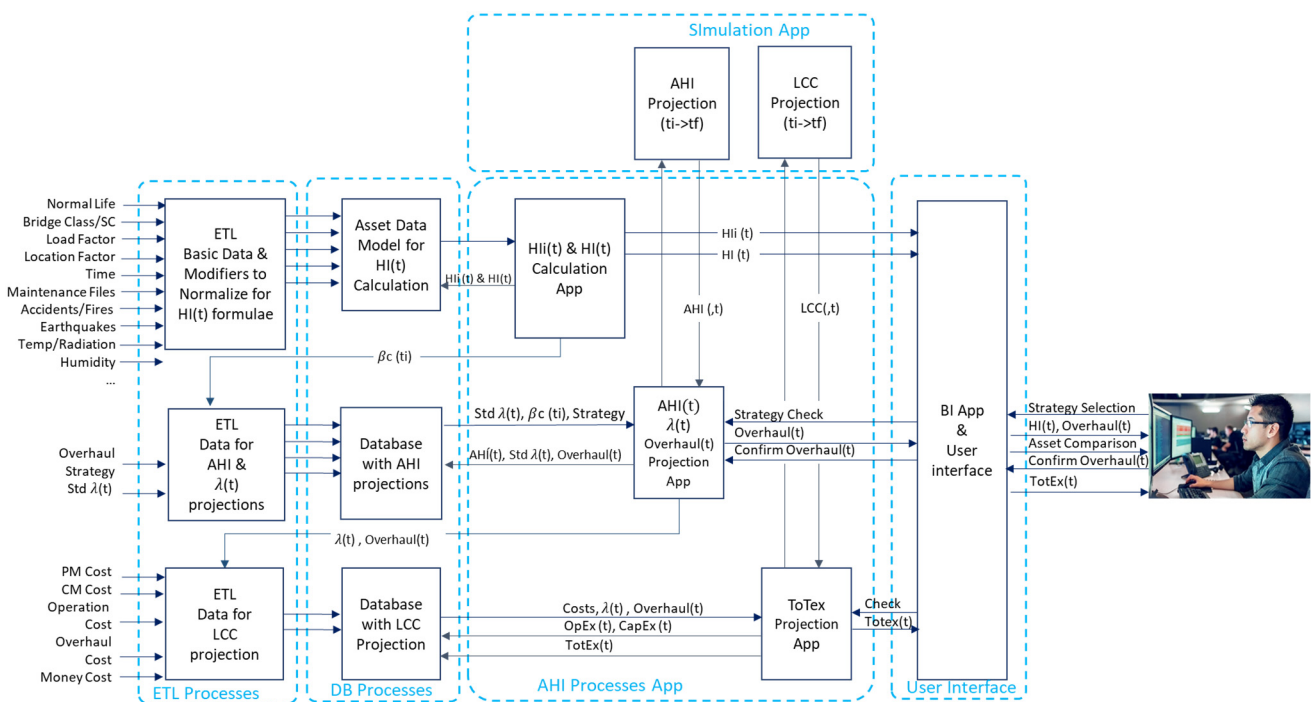 SImulation App
AHI
Projection
(ti->tf)
LCC
Projection
(ti->tf)
Normal Life
Bridge Class/SC
Load Factor
Location Factor
Time
Maintenance Files
Accidents/Fires
Earthquakes
Temp/Radiation
Humidity
...
ETL
Basic Data &
Modifiers to
Normalize for
HI(t) formulae
Asset Data
Model for
HI(t)
Calculation
HIi(t) & HI(t)
HIi(t) & HI(t)
Calculation
App
HIi (t)
HI (t)
AHI (,t)
LCC(,t)
βc (ti)
Overhaul
Strategy
Std λ(t)
ETL
Data for
AHI &
λ(t)
projections
Database
with AHI
projections
Std λ(t), βc (ti), Strategy
AHI(t), Std λ(t), Overhaul(t)
AHI(t)
λ(t)
Overhaul(t)
Projection
App
Strategy Check
Overhaul(t)
Confirm Overhaul(t)
BI App
&
User
interface
Strategy Selection
HI(t), Overhaul(t)
Asset Comparison
Confirm Overhaul(t)
TotEx(t)
λ(t) , Overhaul(t)
PM Cost
CM Cost
Operation
Cost
Overhaul
Cost
Money Cost
ETL
Data for
LCC
projection
Database
with LCC
Projection
Costs, λ(t) , Overhaul(t)
OpEx (t), CapEx (t)
TotEx(t)
ToTex
Projection
App
Check
Totex(t)
ETL Processes
DB Processes
AHI Processes App
User Interface